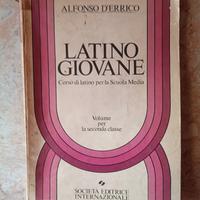 ALFONSO D'ERRICO
LATINO
GIOVANE
Corso di latino per la Scuola Media
Volume
per
la seconda classe
SOCIETÀ EDITRICE
INTERNAZIONALE